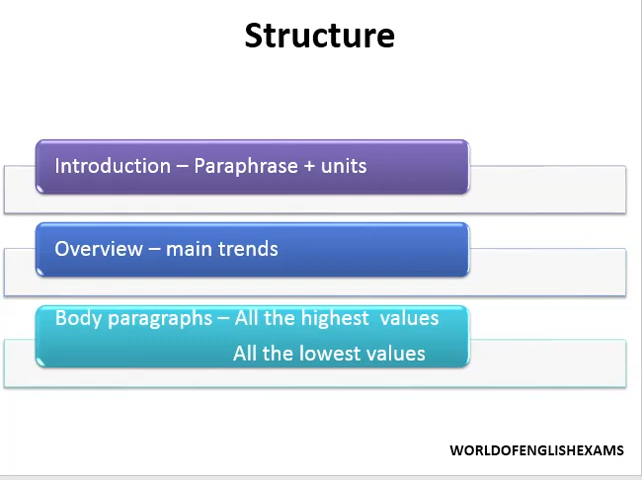 Structure
Introduction – Paraphrase + units
Overview – main trends
Body paragraphs – All the highest  values
All the lowest values
WORLDOFENGLISHEXAMS